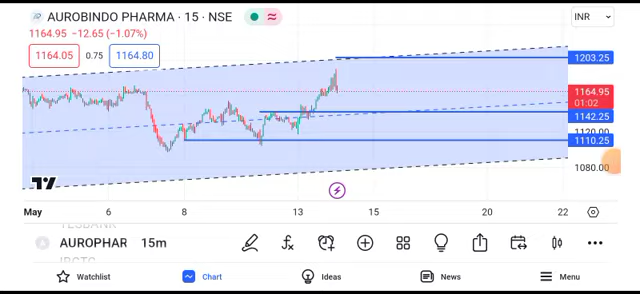 AUROBINDO PHARMA · 15 · NSE
INR
1164.95 −12.65 (−1.07%)
1164.05
0.75
1164.80
1203.25
1164.95
01:02
1142.25
1120.00
1110.25
1080.00
May
6
8
13
15
20
22
YESBANK
AUROPHAR
15m
IRCTC
Watchlist
Chart
Ideas
News
Menu